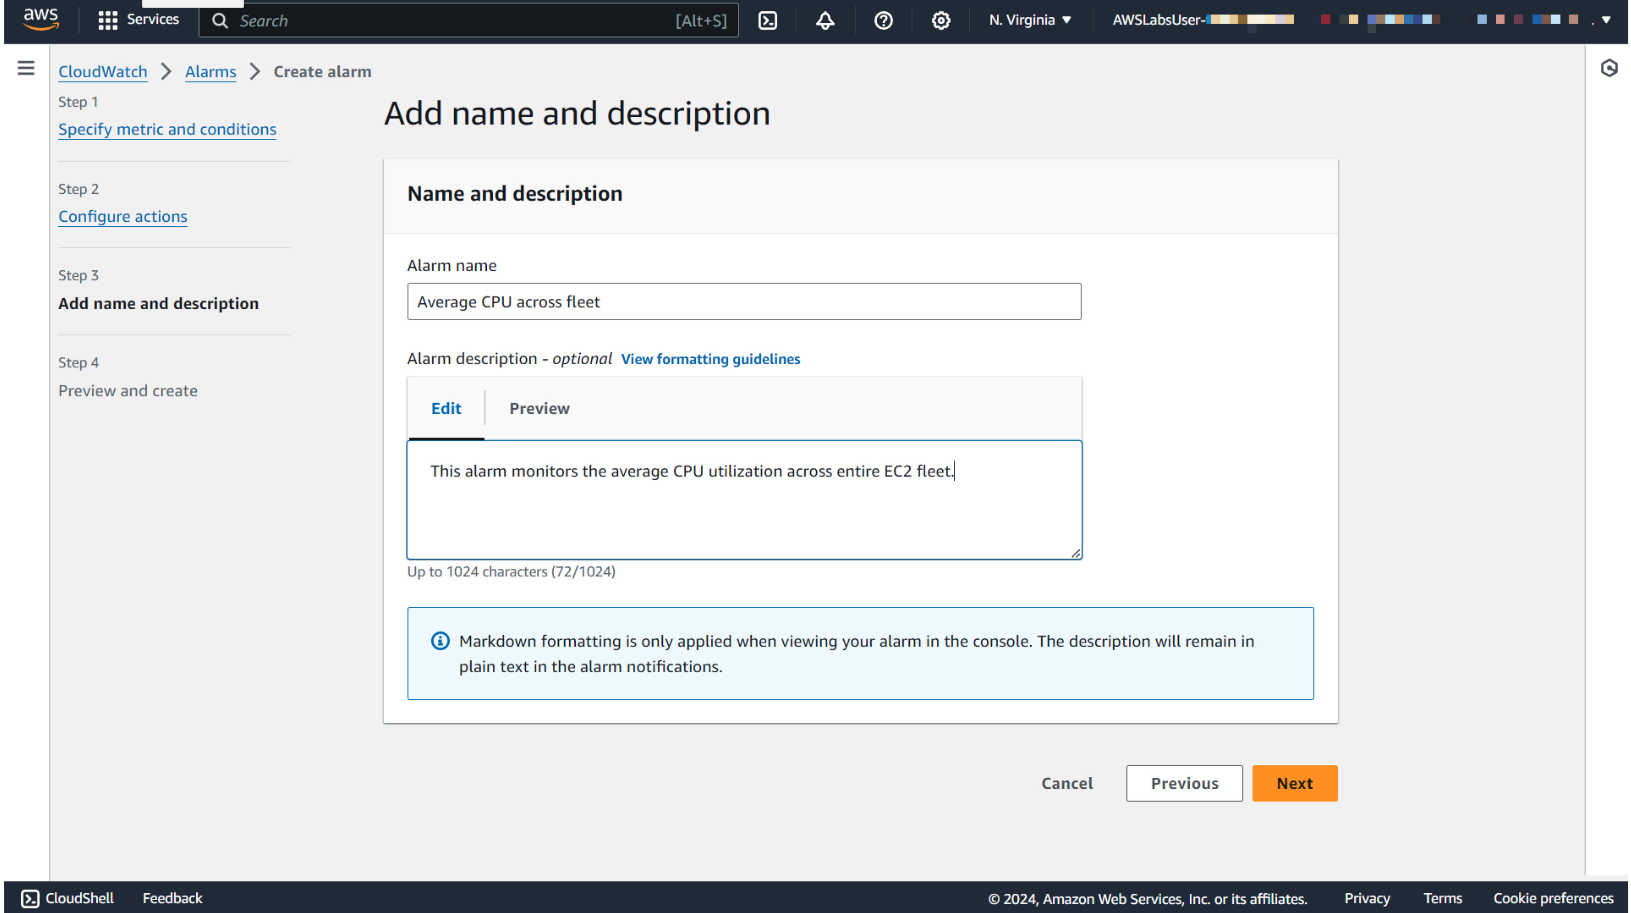 aws
Services
Search [Alt+S]
N. Virginia
AWSLabsUser-
CloudWatch
Alarms
Create alarm
Step 1
Specify metric and conditions
Step 2
Configure actions
Step 3
Add name and description
Step 4
Preview and create
Add name and description
Name and description
Alarm name
Average CPU across fleet
Alarm description - optional View formatting guidelines
Edit
Preview
This alarm monitors the average CPU utilization across entire EC2 fleet.
Up to 1024 characters (72/1024)
Markdown formatting is only applied when viewing your alarm in the console. The description will remain in
plain text in the alarm notifications.
Cancel
Previous
Next
CloudShell
Feedback
© 2024, Amazon Web Services, Inc. or its affiliates.
Privacy
Terms
Cookie preferences